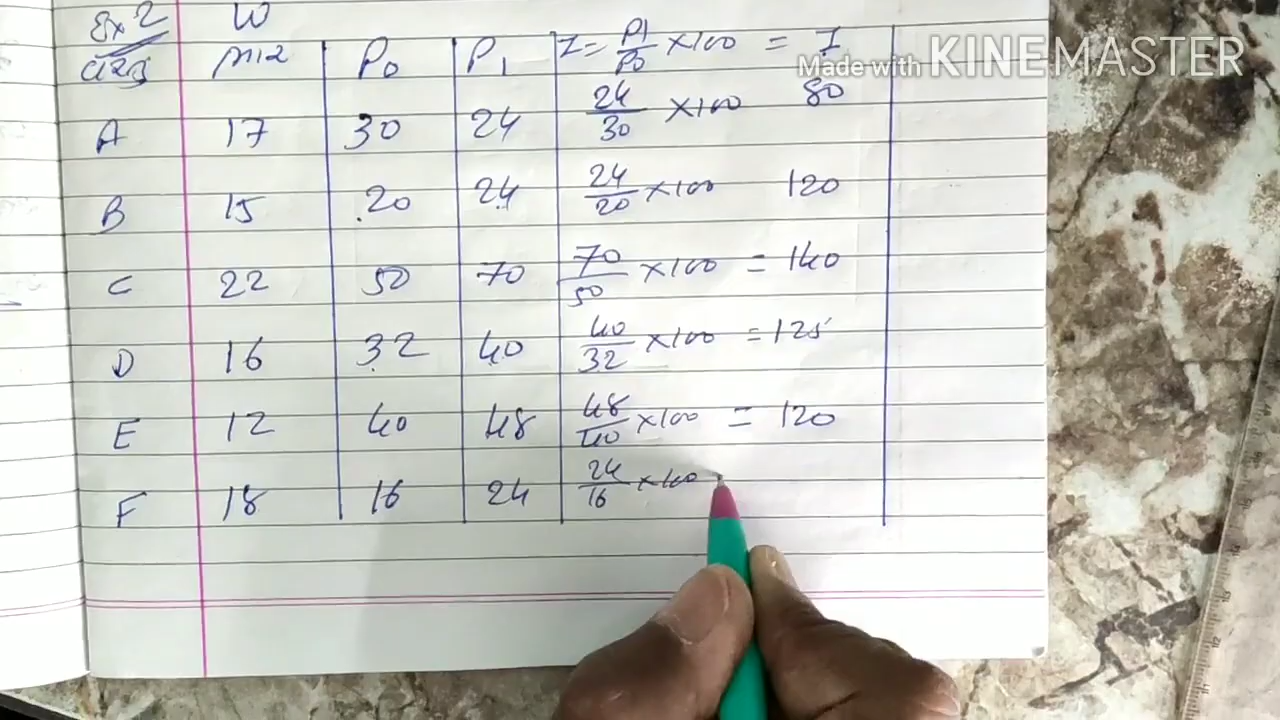 Ex 2 W
P0 P1 I = P1/P0 ×100 = I
Made with KINEMASTER
A 17 30 24 24/30 ×100 80
B 15 20 24 24/20 ×100 120
C 22 50 70 70/50 ×100 = 140
D 16 32 40 40/32 ×100 = 125
E 12 40 48 48/40 ×100 = 120
F 18 16 24 24/16 ×100